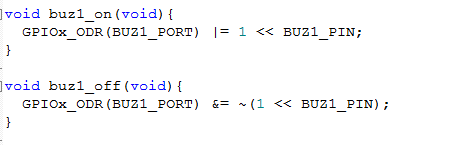 void buz1_on(void){
  GPIOx_ODR(BUZ1_PORT) |= 1 << BUZ1_PIN;
}
void buz1_off(void){
  GPIOx_ODR(BUZ1_PORT) &= ~(1 << BUZ1_PIN);
}